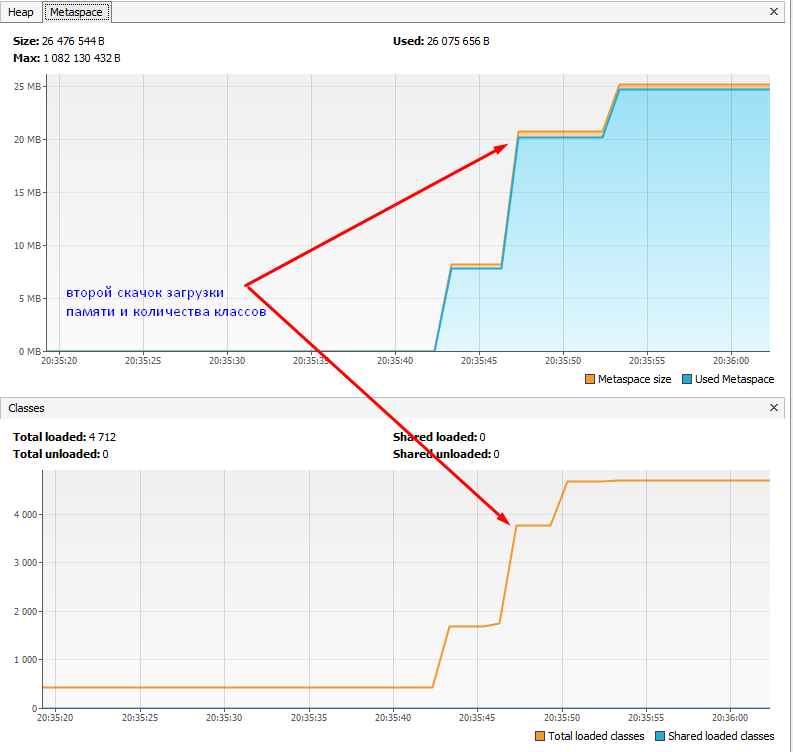 Heap Metaspace
Size: 26 476 544 B Used: 26 075 656 B
Max: 1 082 130 432 B
25 MB
20 MB
15 MB
10 MB
5 MB
0 MB
второй скачок загрузки
памяти и количества классов
20:35:20 20:35:25 20:35:30 20:35:35 20:35:40 20:35:45 20:35:50 20:35:55 20:36:00
Metaspace size Used Metaspace
Classes
Total loaded: 4 712 Shared loaded: 0
Total unloaded: 0 Shared unloaded: 0
4 000
3 000
2 000
1 000
0
20:35:20 20:35:25 20:35:30 20:35:35 20:35:40 20:35:45 20:35:50 20:35:55 20:36:00
Total loaded classes Shared loaded classes